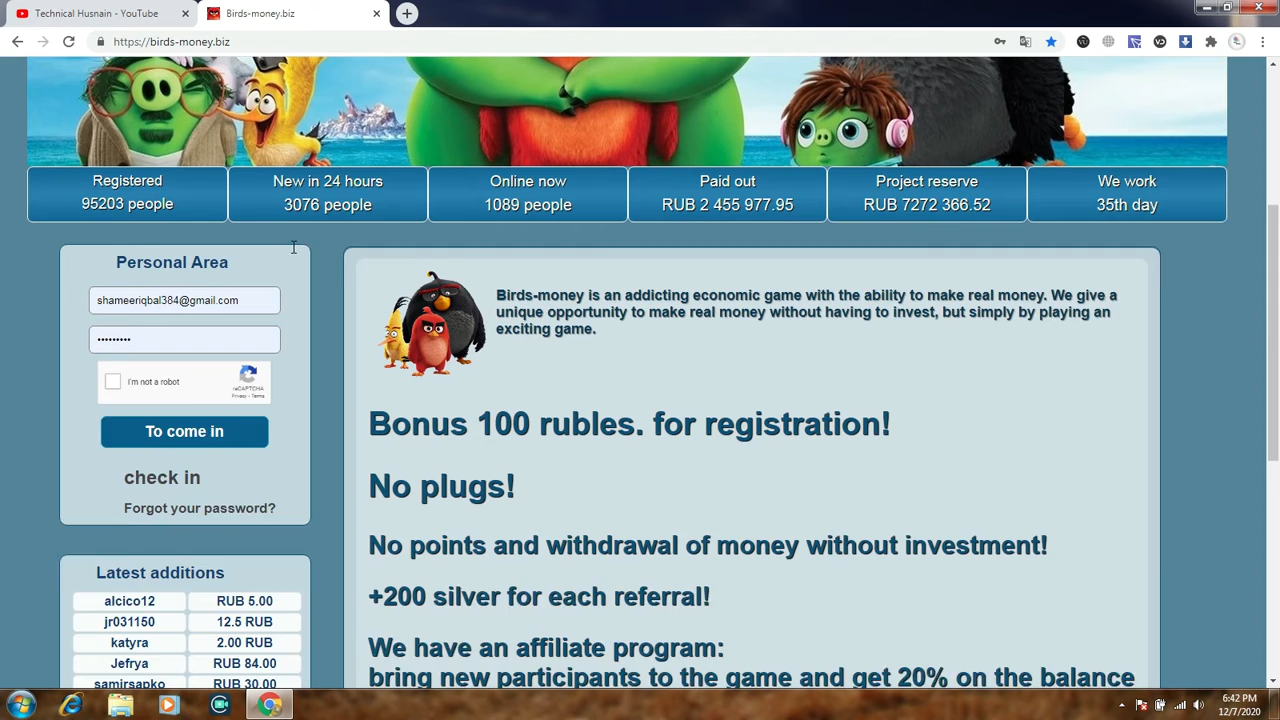 Technical Husnain - YouTube
Birds-money.biz
https://birds-money.biz
Registered
95203 people
New in 24 hours
3076 people
Online now
1089 people
Paid out
RUB 2 455 977.95
Project reserve
RUB 7272 366.52
We work
35th day
Personal Area
shameeriqbal384@gmail.com
•••••••••
I'm not a robot
reCAPTCHA
Privacy - Terms
To come in
check in
Forgot your password?
Latest additions
alcico12 RUB 5.00
jr031150 12.5 RUB
katyra 2.00 RUB
Jefrya RUB 84.00
samirsapko RUB 30.00
Birds-money is an addicting economic game with the ability to make real money. We give a
unique opportunity to make real money without having to invest, but simply by playing an
exciting game.
Bonus 100 rubles. for registration!
No plugs!
No points and withdrawal of money without investment!
+200 silver for each referral!
We have an affiliate program:
bring new participants to the game and get 20% on the balance
6:42 PM
12/7/2020